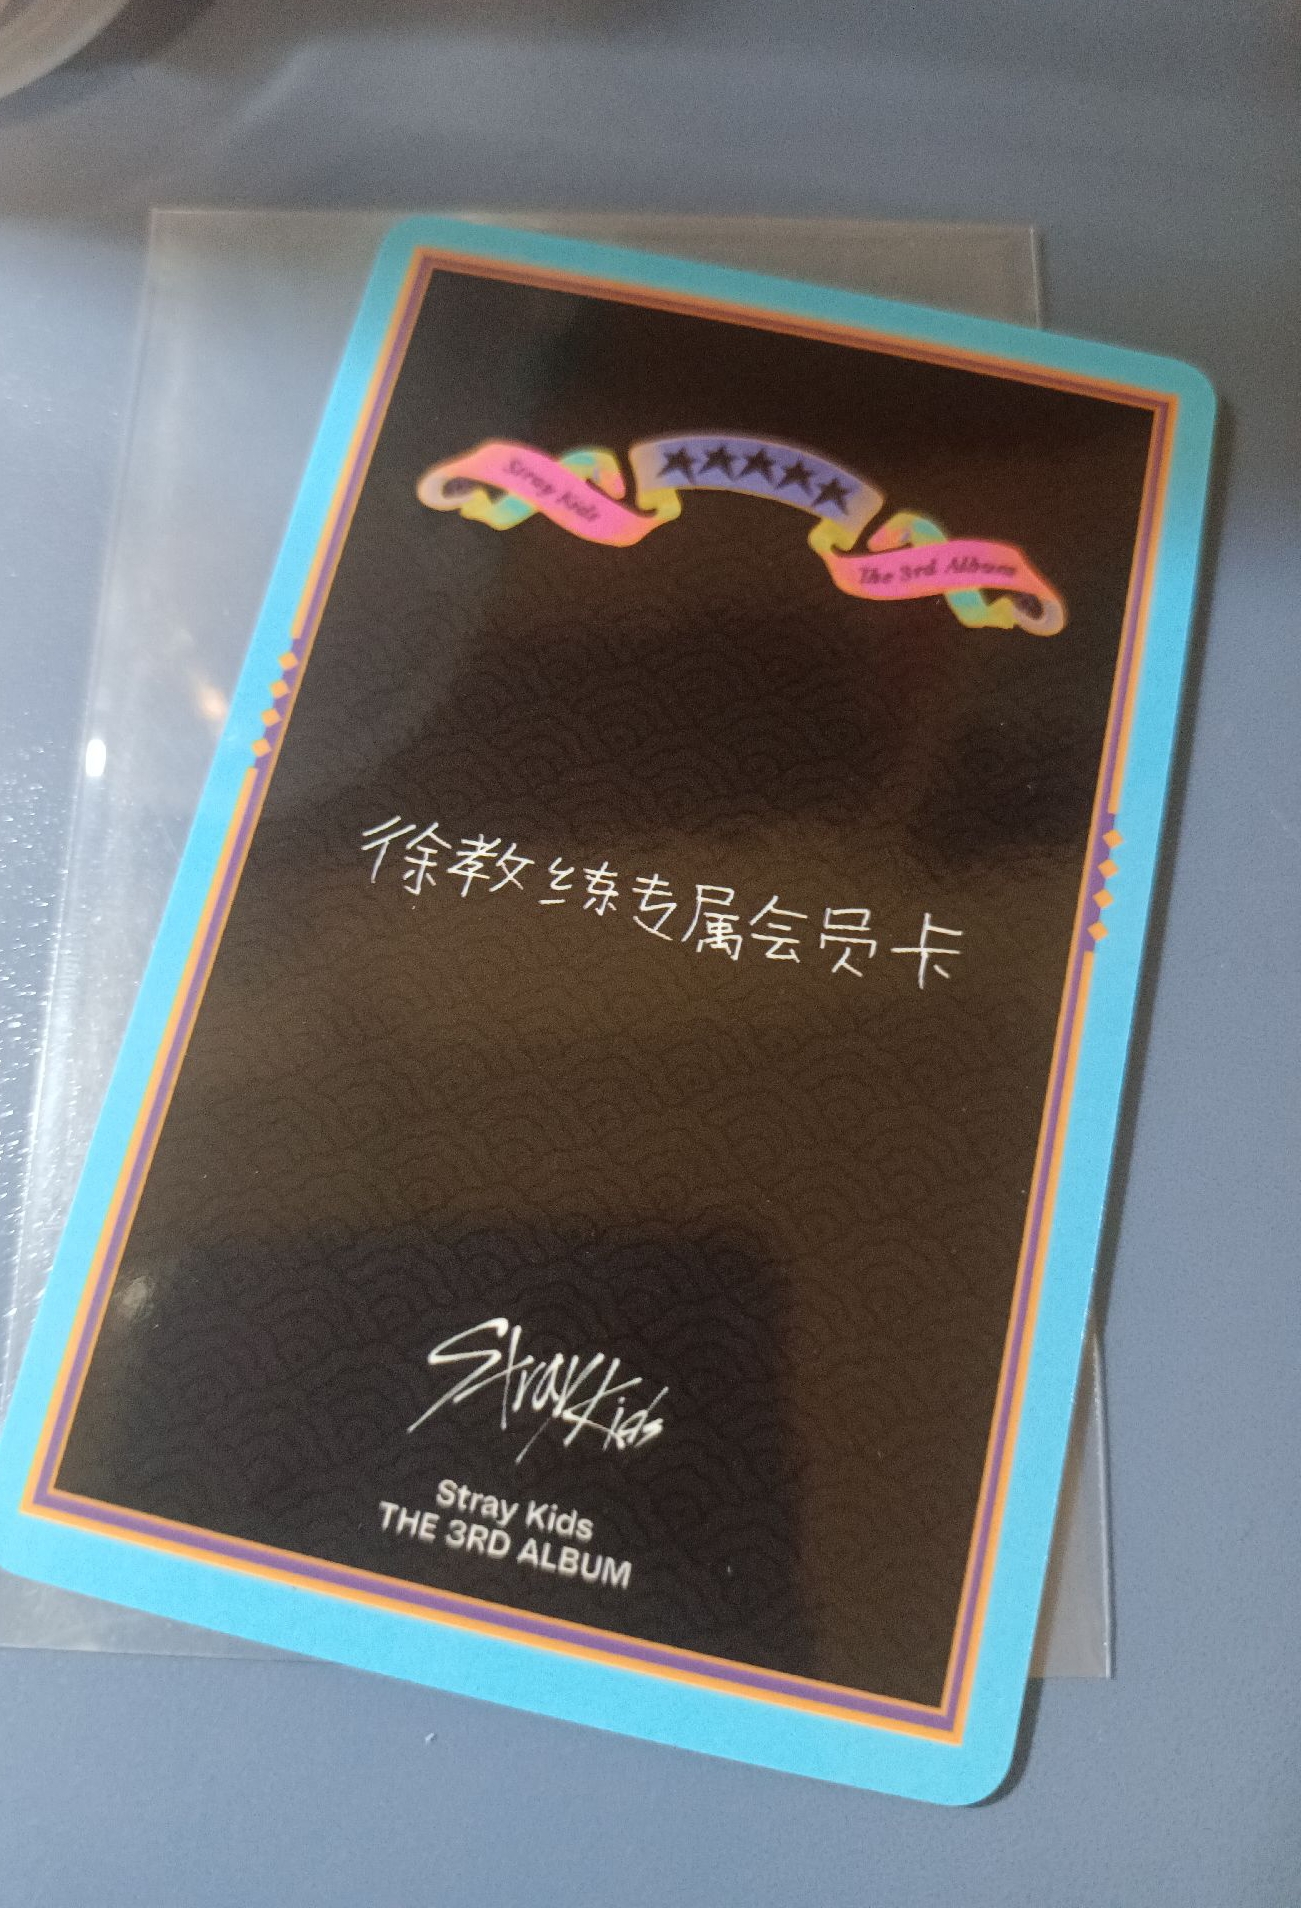 Stray Kids
★★★★★
The 3rd Album
徐教练专属会员卡
Stray Kids
Stray Kids
THE 3RD ALBUM